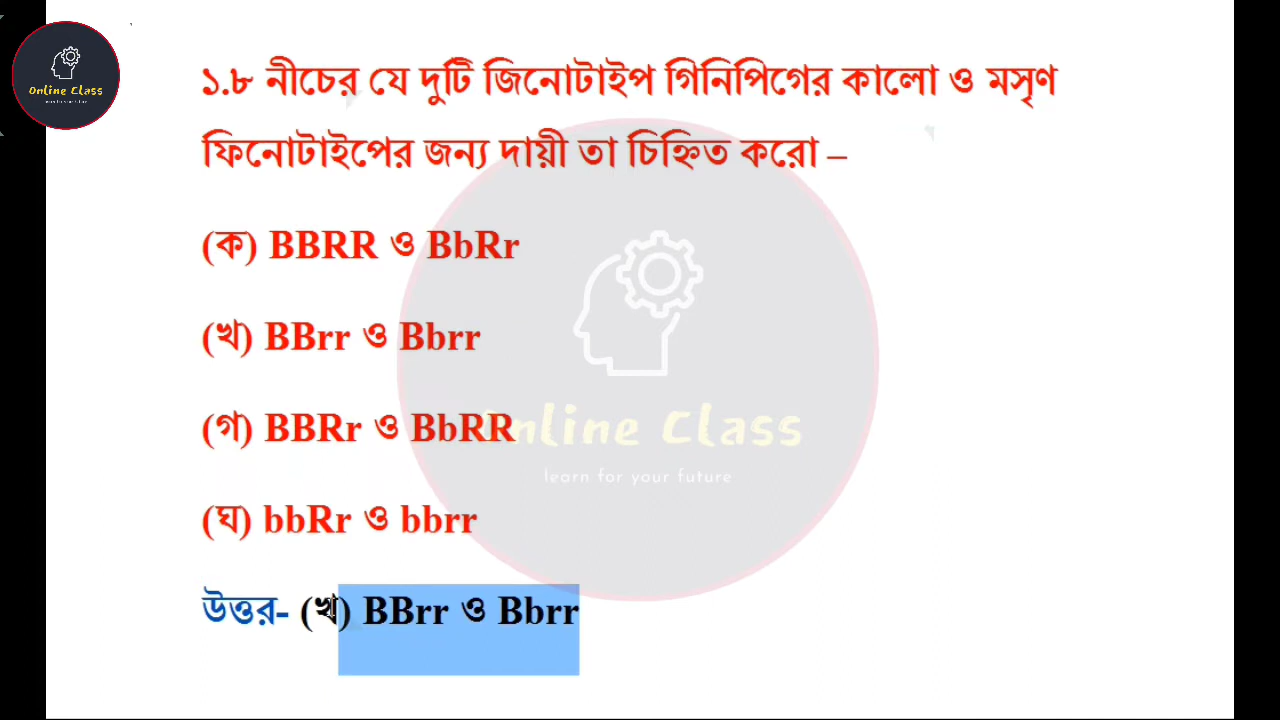 Online Class
১.৮ নীচের যে দুটি জিনোটাইপ গিনিপিগের কালো ও মসৃণ
ফিনোটাইপের জন্য দায়ী তা চিহ্নিত করো –
(ক) BBRR ও BbRr
(খ) BBrr ও Bbrr
(গ) BBRr ও BbRR
Online Class
learn for your future
(ঘ) bbRr ও bbrr
উত্তর- (খ) BBrr ও Bbrr